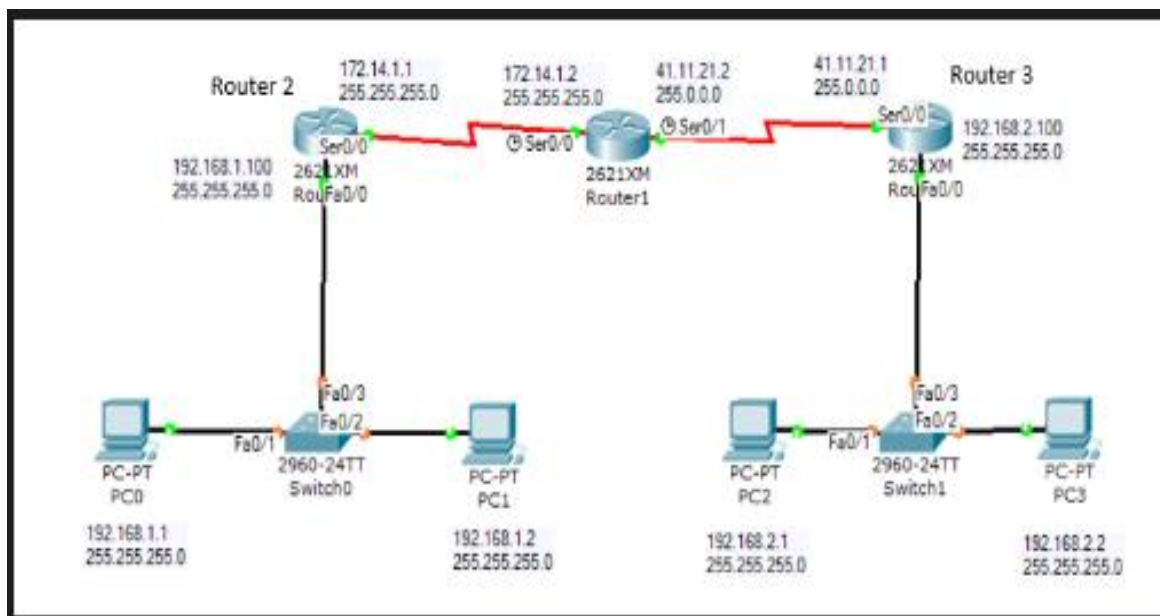 Router 2
172.14.1.1
255.255.255.0
172.14.1.2
255.255.255.0
41.11.21.2
255.0.0.0
41.11.21.1
255.0.0.0
Router 3
Ser0/0
Ser0/0
Ser0/1
Ser0/0
192.168.1.100
255.255.255.0
2621XM
Fa0/0
2621XM
Router1
192.168.2.100
255.255.255.0
2621XM
Fa0/0
Fa0/3
Fa0/2
Fa0/1
PC-PT
PC0
2960-24TT
Switch0
PC-PT
PC1
192.168.1.1
255.255.255.0
192.168.1.2
255.255.255.0
Fa0/3
Fa0/2
Fa0/1
PC-PT
PC2
2960-24TT
Switch1
PC-PT
PC3
192.168.2.1
255.255.255.0
192.168.2.2
255.255.255.0